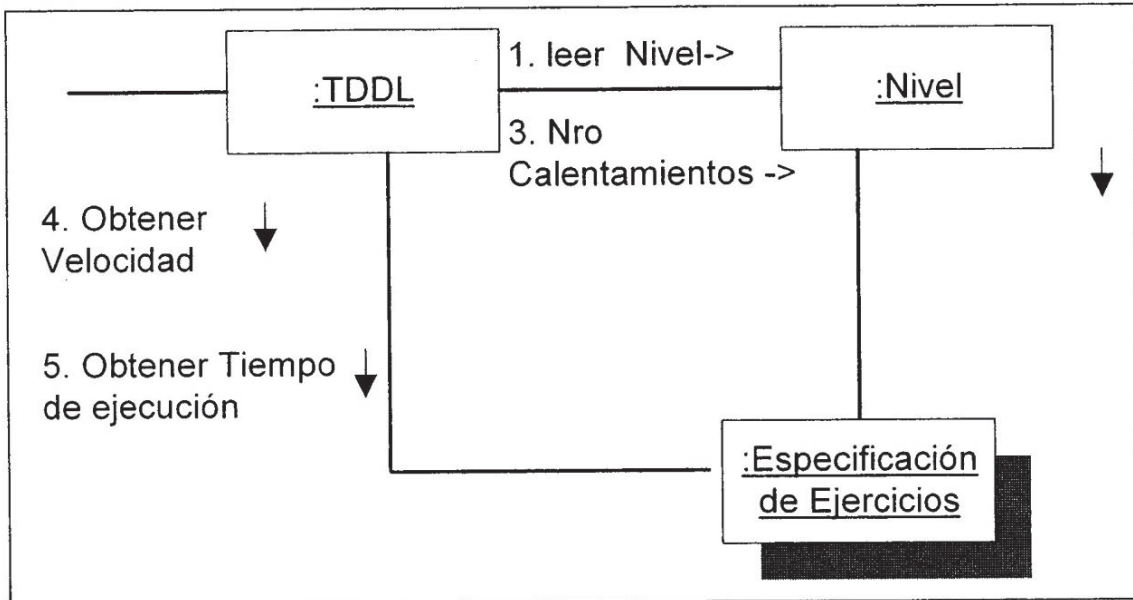 :TDDL
1. leer Nivel->
:Nivel
3. Nro
Calentamientos ->
4. Obtener
Velocidad
5. Obtener Tiempo
de ejecución
:Especificación
de Ejercicios